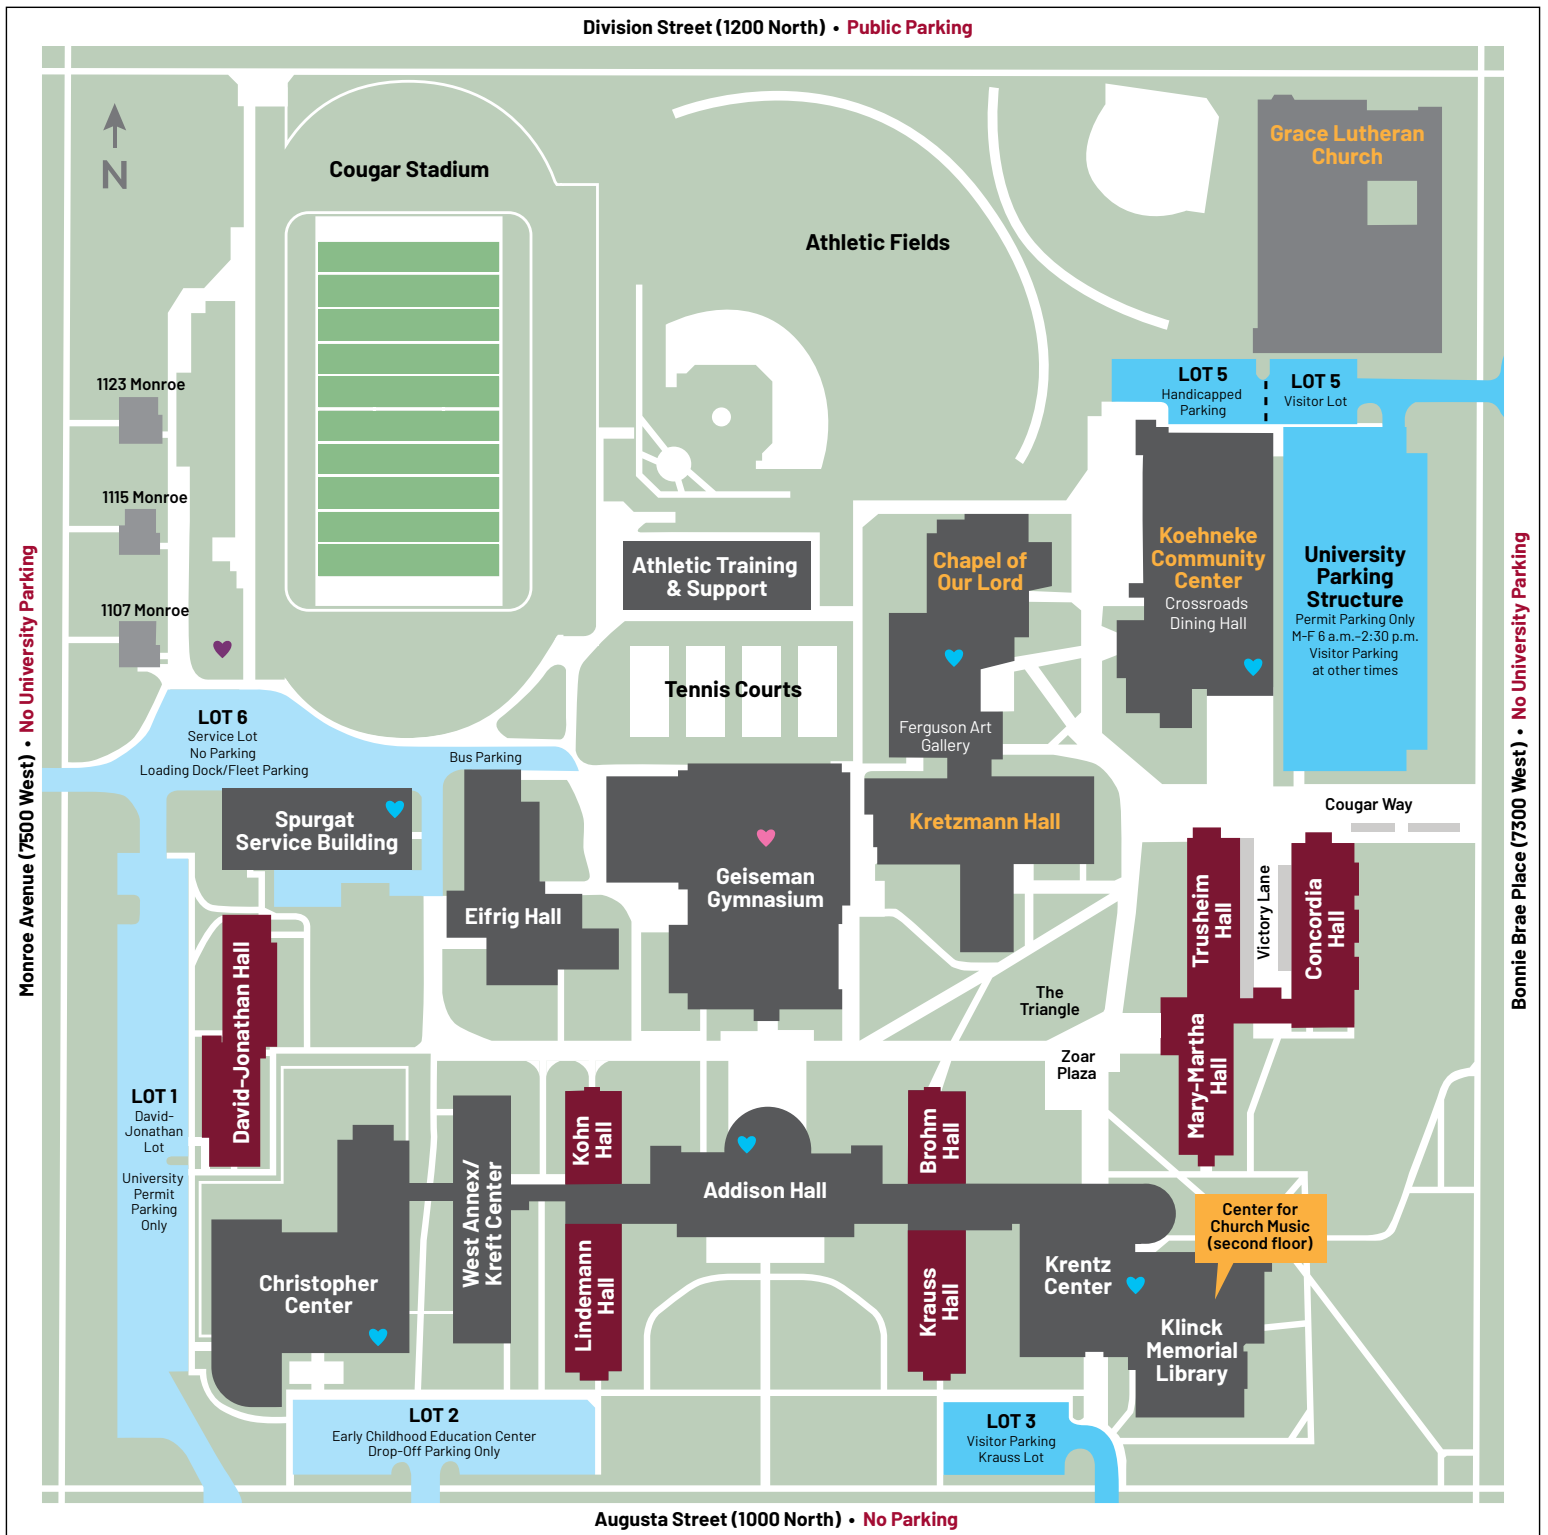 Division Street (1200 North) • Public Parking
N
Cougar Stadium
Athletic Fields
Grace Lutheran
Church
1123 Monroe
1115 Monroe
1107 Monroe
LOT 5
Handicapped
Parking
LOT 5
Visitor Lot
Athletic Training
& Support
Chapel of
Our Lord
Koehneke
Community
Center
Crossroads
Dining Hall
University
Parking
Structure
Permit Parking Only
M-F 6 a.m.-2:30 p.m.
Visitor Parking
at other times
Tennis Courts
Ferguson Art
Gallery
LOT 6
Service Lot
No Parking
Loading Dock/Fleet Parking
Bus Parking
Monroe Avenue (7500 West) • No University Parking
Bonnie Brae Place (7300 West) • No University Parking
Spurgat
Service Building
Eifrig Hall
Geiseman
Gymnasium
Kretzmann Hall
Cougar Way
Trusheim
Hall
Victory Lane
Concordia
Hall
David-Jonathan Hall
The
Triangle
Zoar
Plaza
Mary-Martha
Hall
LOT 1
David-
Jonathan
Lot
University
Permit
Parking
Only
Kohn
Hall
Brohm
Hall
Addison Hall
West Annex/
Kreft Center
Christopher
Center
Lindemann
Hall
Krauss
Hall
Krentz
Center
Center for
Church Music
(second floor)
Klinck
Memorial
Library
LOT 2
Early Childhood Education Center
Drop-Off Parking Only
LOT 3
Visitor Parking
Krauss Lot
Augusta Street (1000 North) • No Parking